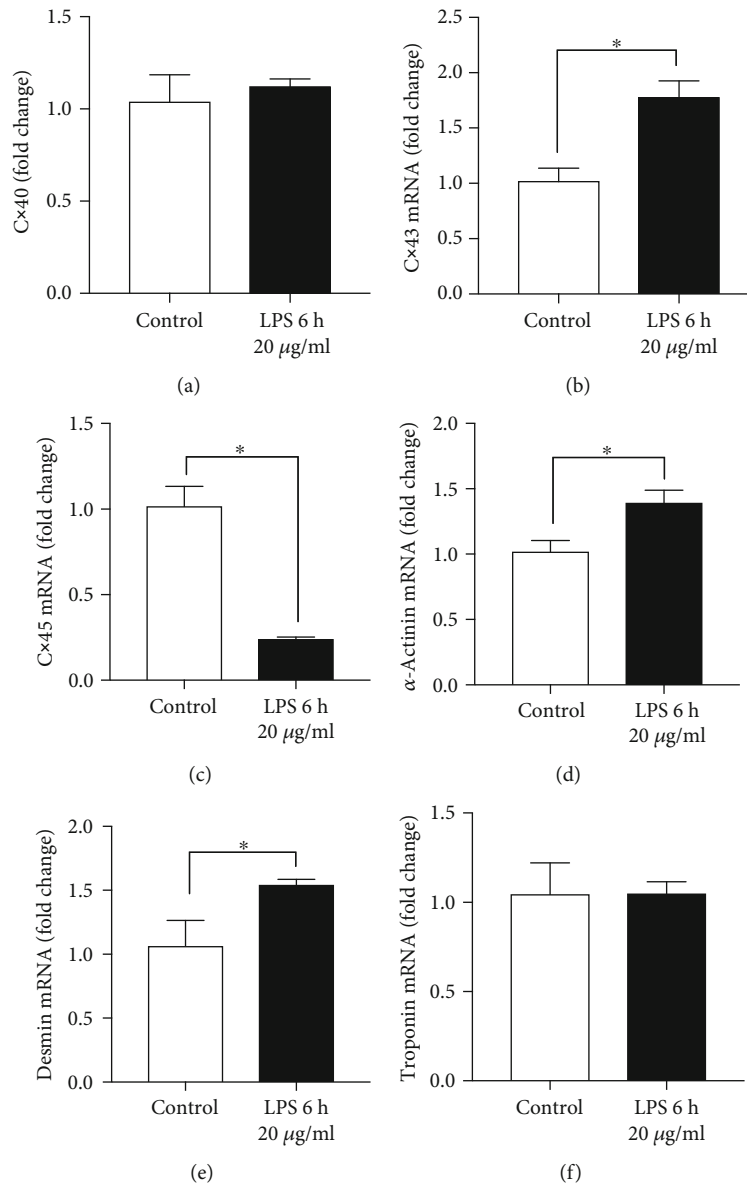 C×40 (fold change)
1.5
1.0
0.5
0.0
Control
LPS 6 h
20 μg/ml
(a)
C×43 mRNA (fold change)
2.5
2.0
1.5
1.0
0.5
0.0
*
Control
LPS 6 h
20 μg/ml
(b)
C×45 mRNA (fold change)
1.5
1.0
0.5
0.0
*
Control
LPS 6 h
20 μg/ml
(c)
α-Actinin mRNA (fold change)
2.0
1.5
1.0
0.5
0.0
*
Control
LPS 6 h
20 μg/ml
(d)
Desmin mRNA (fold change)
2.0
1.5
1.0
0.5
0.0
*
Control
LPS 6 h
20 μg/ml
(e)
Troponin mRNA (fold change)
1.5
1.0
0.5
0.0
Control
LPS 6 h
20 μg/ml
(f)